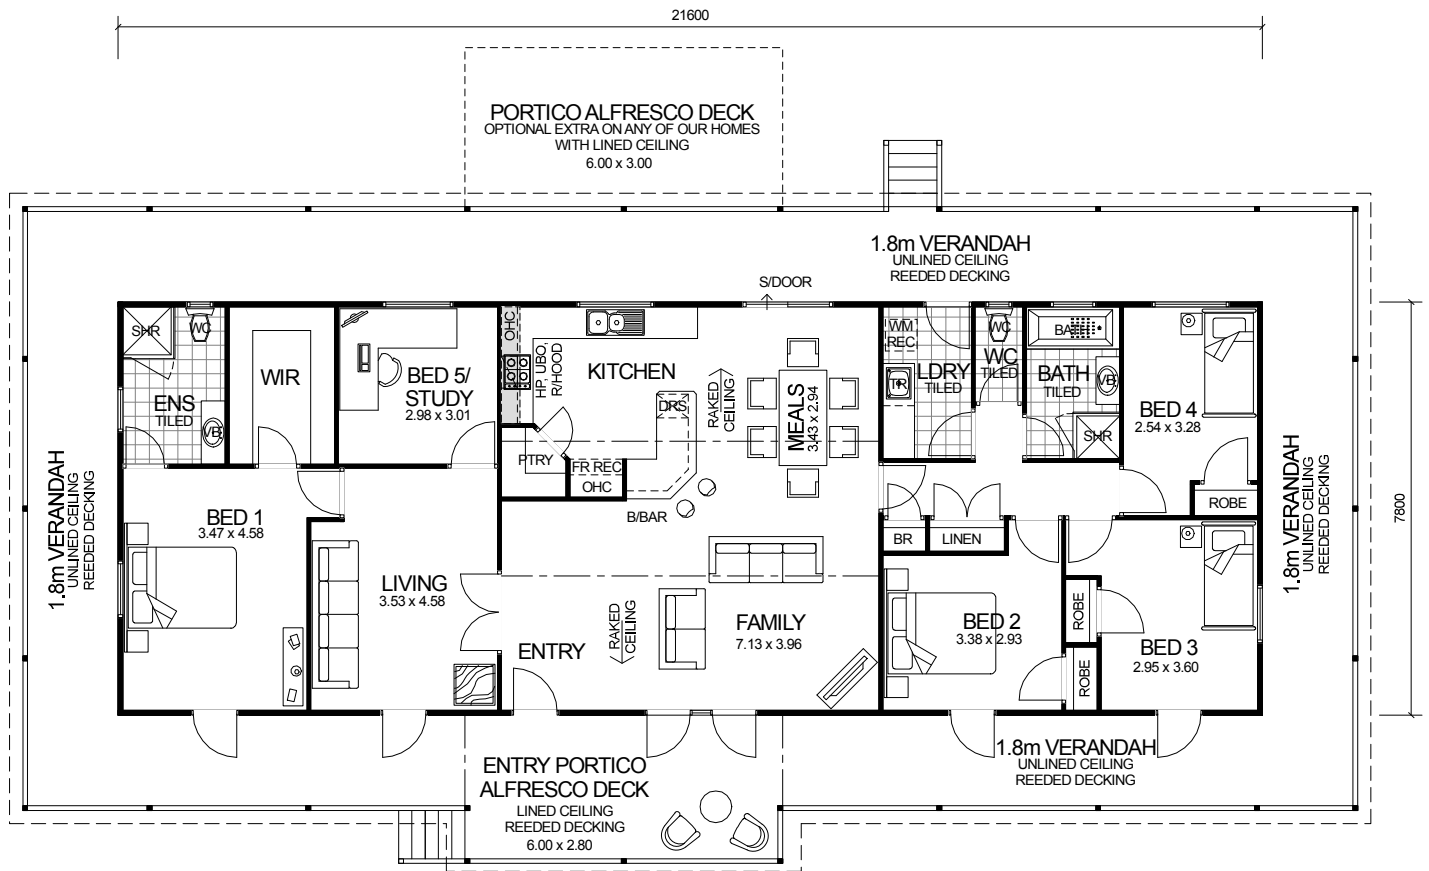 21600
PORTICO ALFRESCO DECK
OPTIONAL EXTRA ON ANY OF OUR HOMES
WITH LINED CEILING
6.00 x 3.00
1.8m VERANDAH
UNLINED CEILING
REEDED DECKING
S/DOOR
SHR
WC
ENS
TILED
VB
WIR
BED 5/
STUDY
2.98 x 3.01
OHC
HP, UBO,
R/HOOD
KITCHEN
DRS
PTRY
FR REC
OHC
B/BAR
RAKED
CEILING
MEALS
3.43 x 2.94
WM
REC
TR
LDRY
TILED
WC
WC
TILED
BATH
BATH
TILED
VB
SHR
BED 4
2.54 x 3.28
ROBE
1.8m VERANDAH
UNLINED CEILING
REEDED DECKING
BED 1
3.47 x 4.58
LIVING
3.53 x 4.58
ENTRY
RAKED
CEILING
FAMILY
7.13 x 3.96
BR
LINEN
BED 2
3.38 x 2.93
ROBE
ROBE
BED 3
2.95 x 3.60
1.8m VERANDAH
UNLINED CEILING
REEDED DECKING
7800
ENTRY PORTICO
ALFRESCO DECK
LINED CEILING
REEDED DECKING
6.00 x 2.80
1.8m VERANDAH
UNLINED CEILING
REEDED DECKING